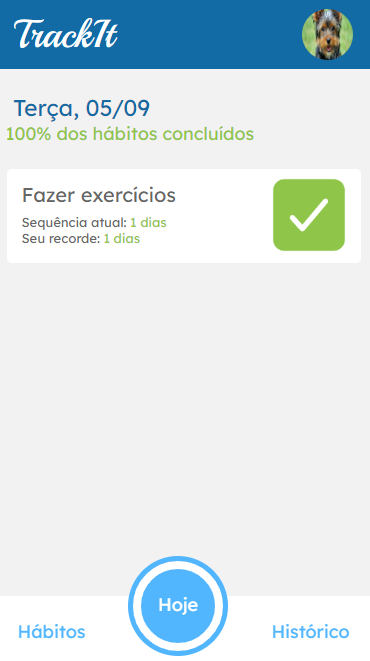 TrackIt
Terça, 05/09
100% dos hábitos concluídos
Fazer exercícios
Sequência atual: 1 dias
Seu recorde: 1 dias
Hábitos
Hoje
Histórico